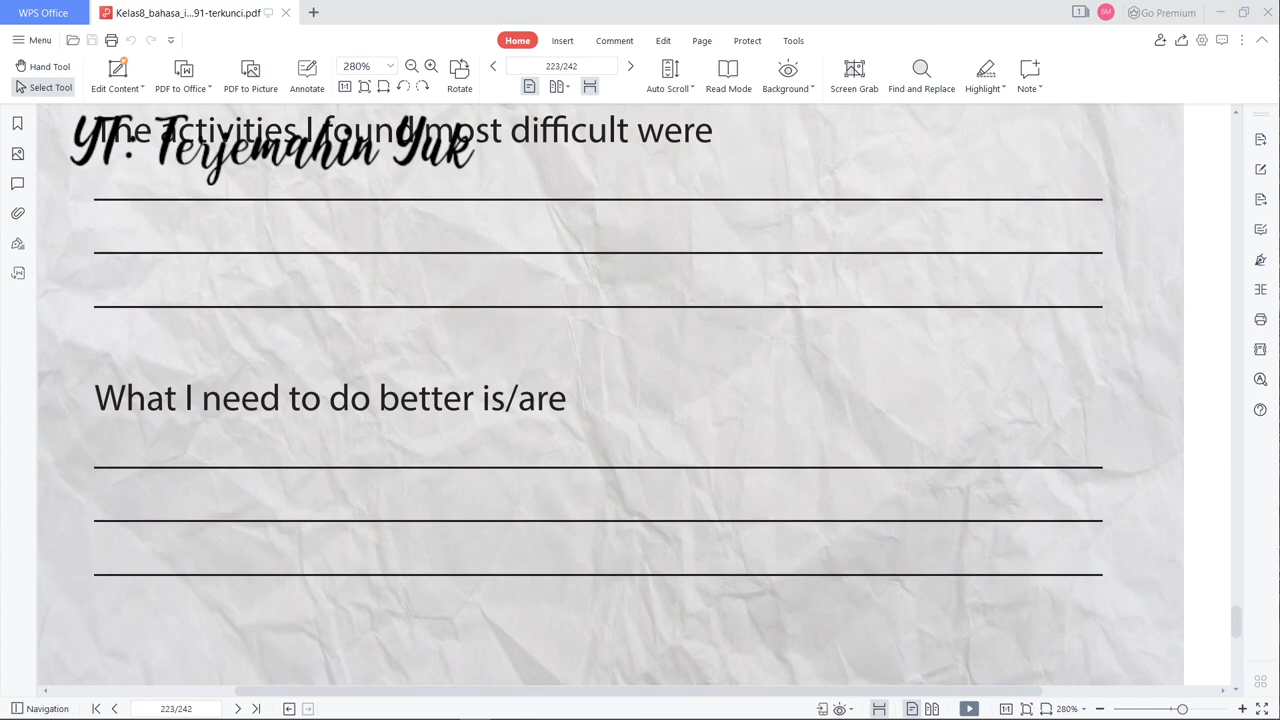 WPS Office
Kelas8_bahasa_i...91-terkunci.pdf
1
SM
Go Premium
Menu
Home
Insert
Comment
Edit
Page
Protect
Tools
Hand Tool
Select Tool
Edit Content
PDF to Office
PDF to Picture
Annotate
280%
Rotate
223/242
Auto Scroll
Read Mode
Background
Screen Grab
Find and Replace
Highlight
Note
The activities I found most difficult were
YT: Terjemahin Yuk
What I need to do better is/are
Navigation
223/242
280%